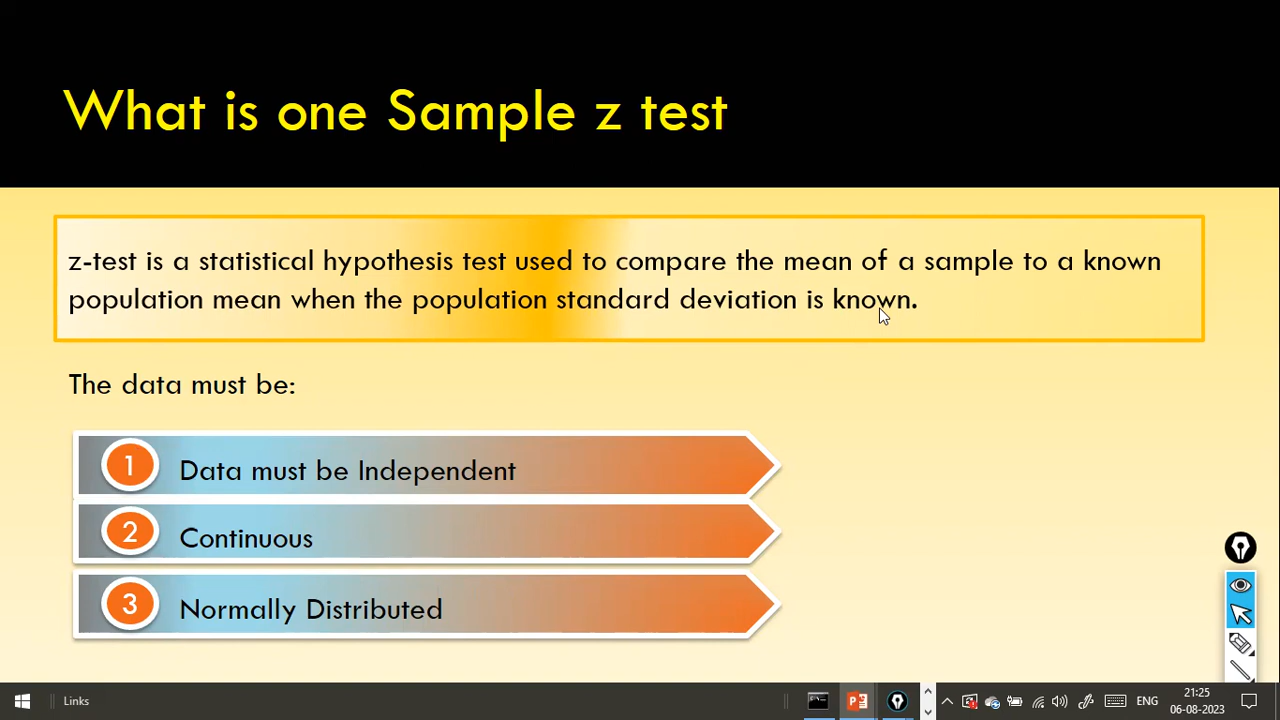 What is one Sample z test
z-test is a statistical hypothesis test used to compare the mean of a sample to a known
population mean when the population standard deviation is known.
The data must be:
1 Data must be Independent
2 Continuous
3 Normally Distributed
Links
ENG
21:25
06-08-2023